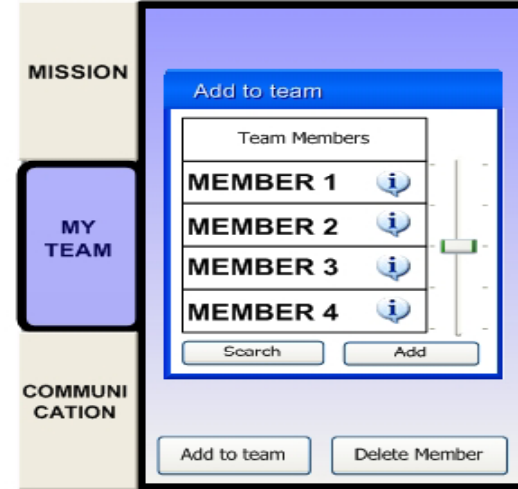 MISSION
MY
TEAM
COMMUNI
CATION
Add to team
Team Members
MEMBER 1
MEMBER 2
MEMBER 3
MEMBER 4
Search
Add
Add to team
Delete Member